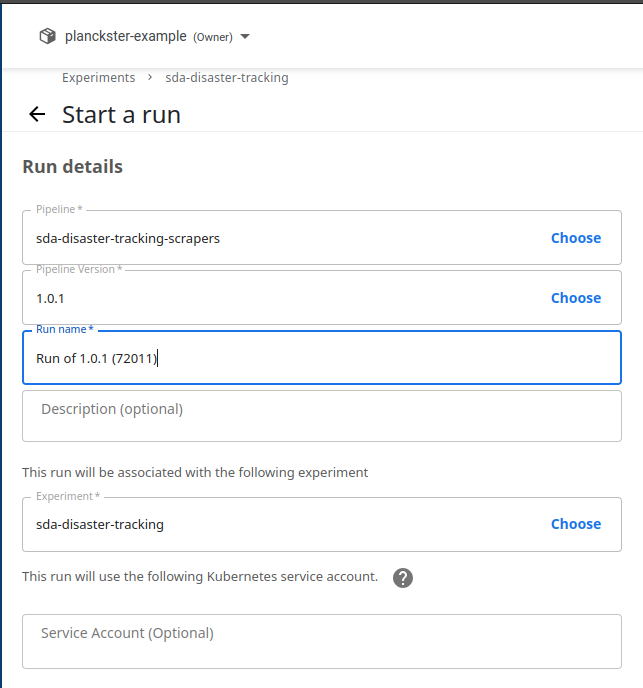 planckster-example (Owner)
Experiments > sda-disaster-tracking
Start a run
Run details
Pipeline *
sda-disaster-tracking-scrapers Choose
Pipeline Version *
1.0.1 Choose
Run name *
Run of 1.0.1 (72011)
Description (optional)
This run will be associated with the following experiment
Experiment *
sda-disaster-tracking Choose
This run will use the following Kubernetes service account. ?
Service Account (Optional)